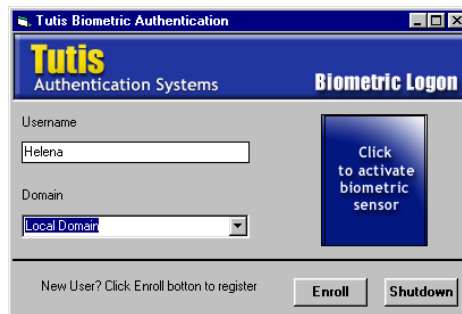 Tutis Biometric Authentication
Tutis
Authentication Systems
Biometric Logon
Username
Helena
Domain
Local Domain
Click
to activate
biometric
sensor
New User? Click Enroll botton to register
Enroll
Shutdown